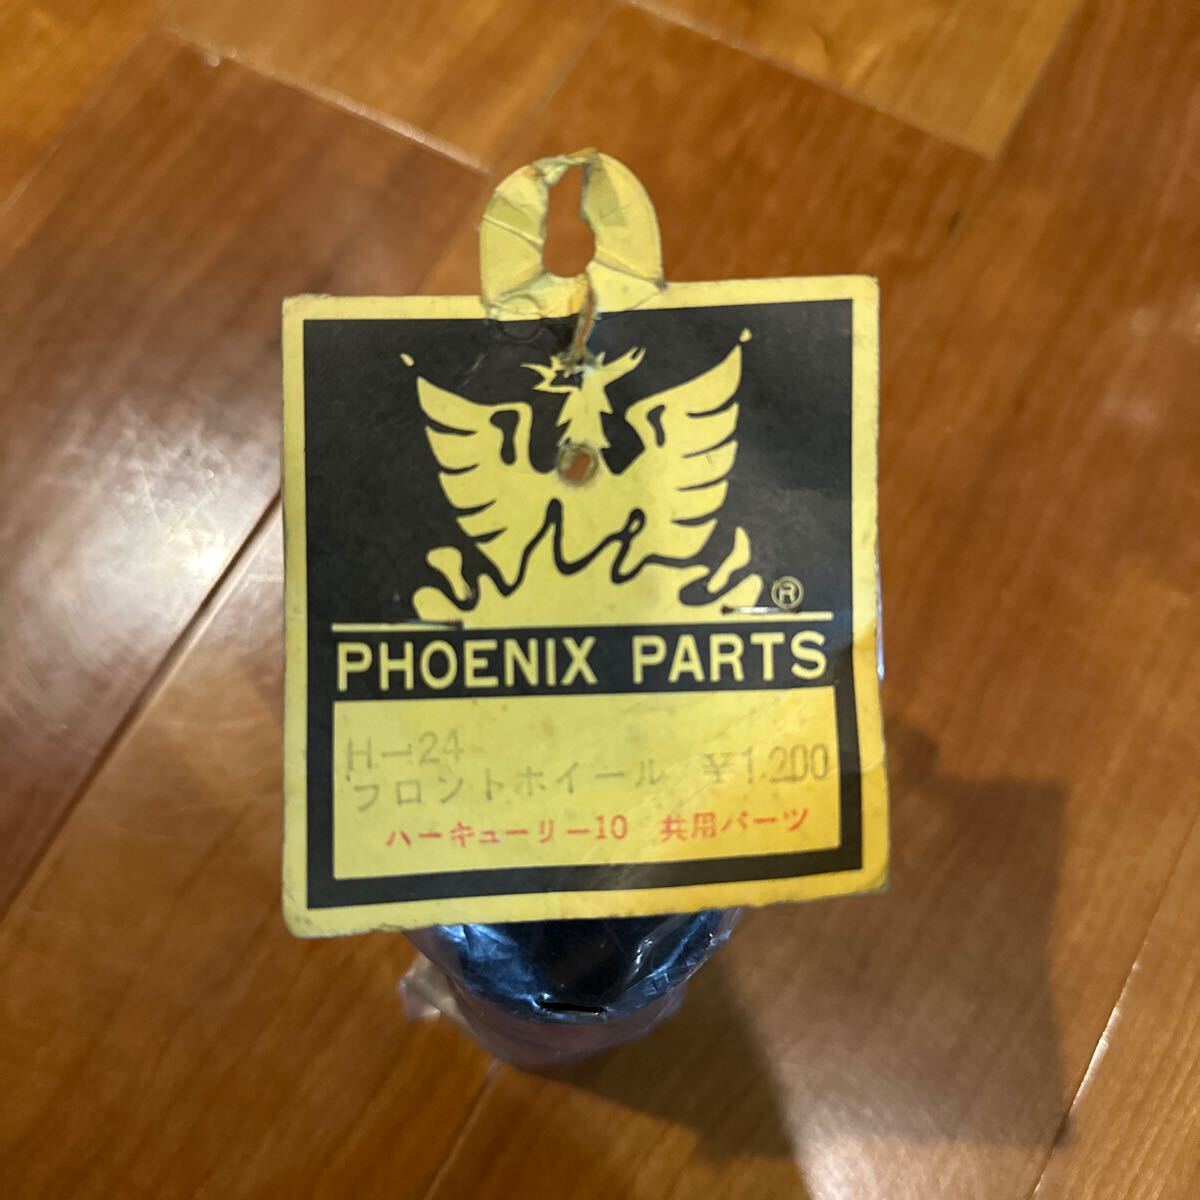 ®
PHOENIX PARTS
H-24
フロントホイール ¥1.200
ハーキューリー10 共用パーツ